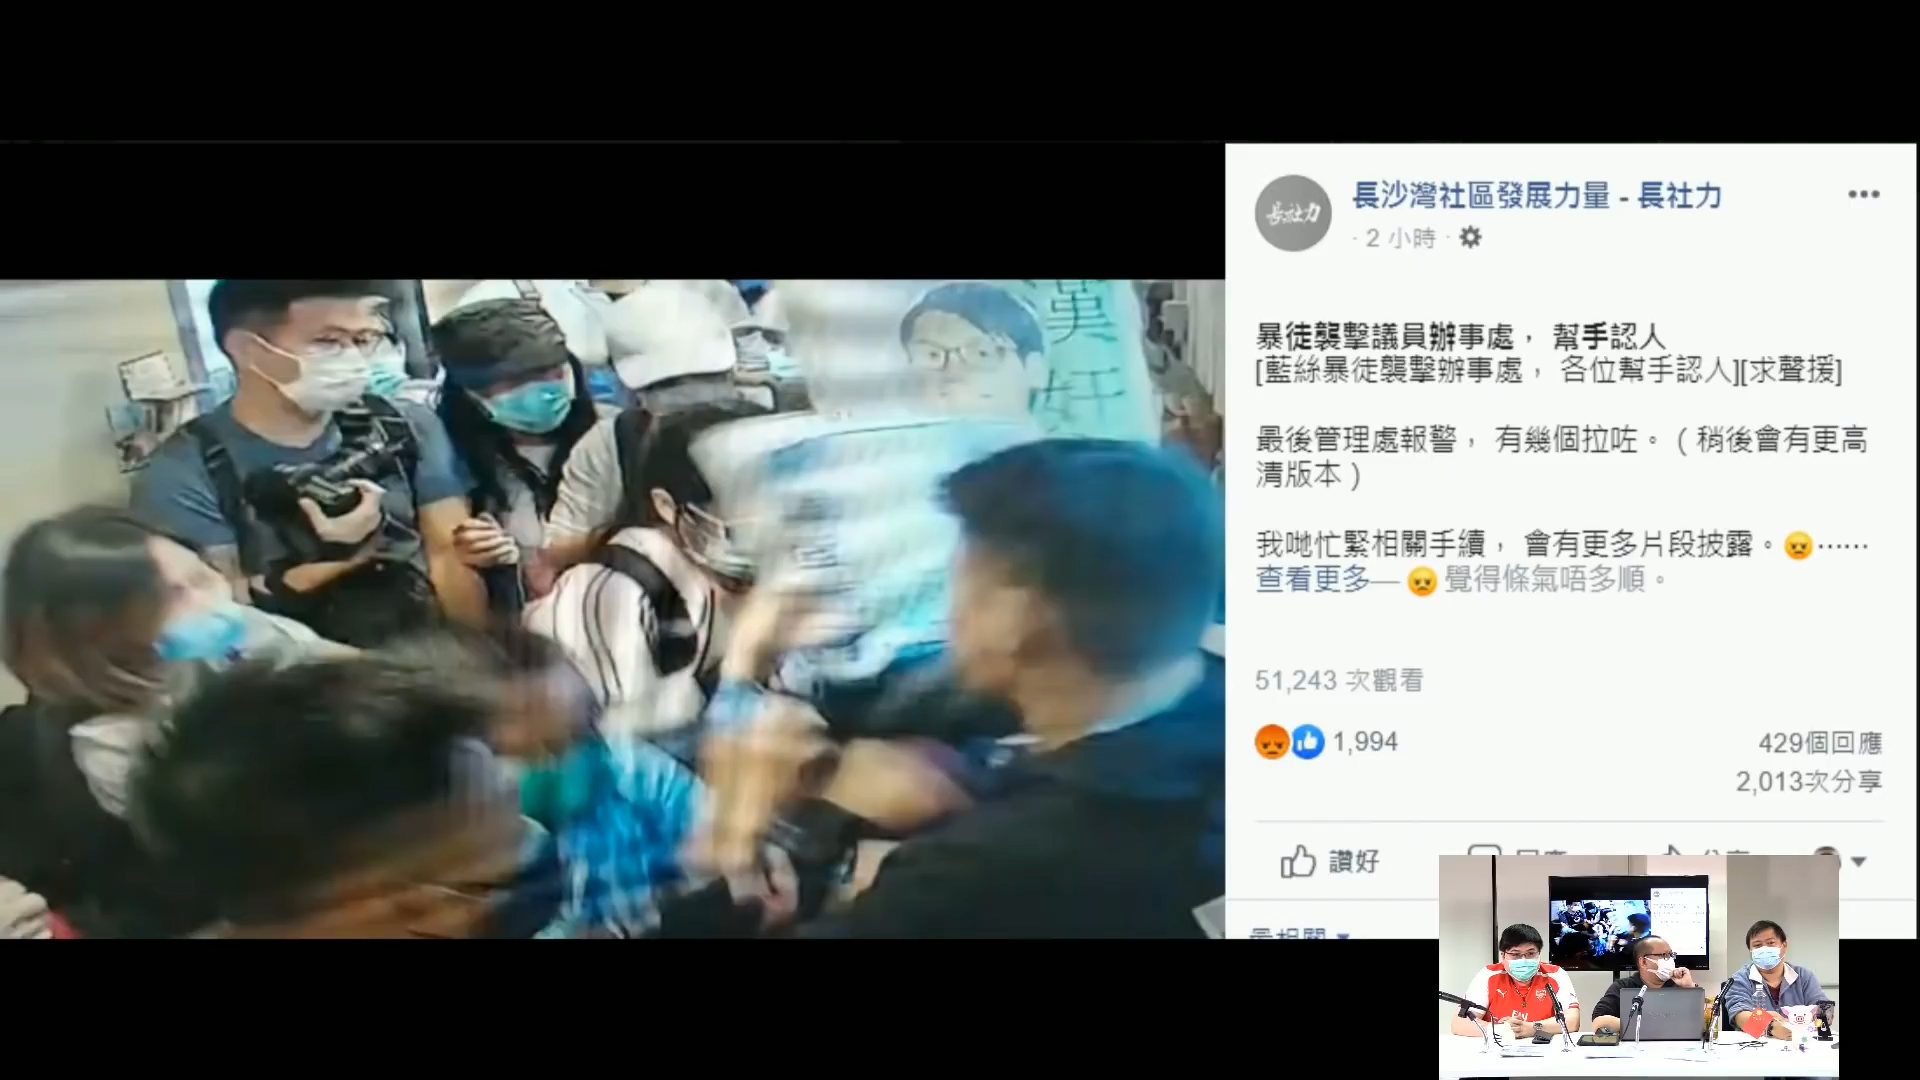 漢
奸
長社力
長沙灣社區發展力量 - 長社力
· 2 小時 ·
暴徒襲擊議員辦事處， 幫手認人
[藍絲暴徒襲擊辦事處， 各位幫手認人][求聲援]
最後管理處報警， 有幾個拉咗。（稍後會有更高
清版本）
我哋忙緊相關手續， 會有更多片段披露。😡⋯⋯
查看更多— 😡 覺得條氣唔多順。
51,243 次觀看
1,994
429個回應
2,013次分享
讚好